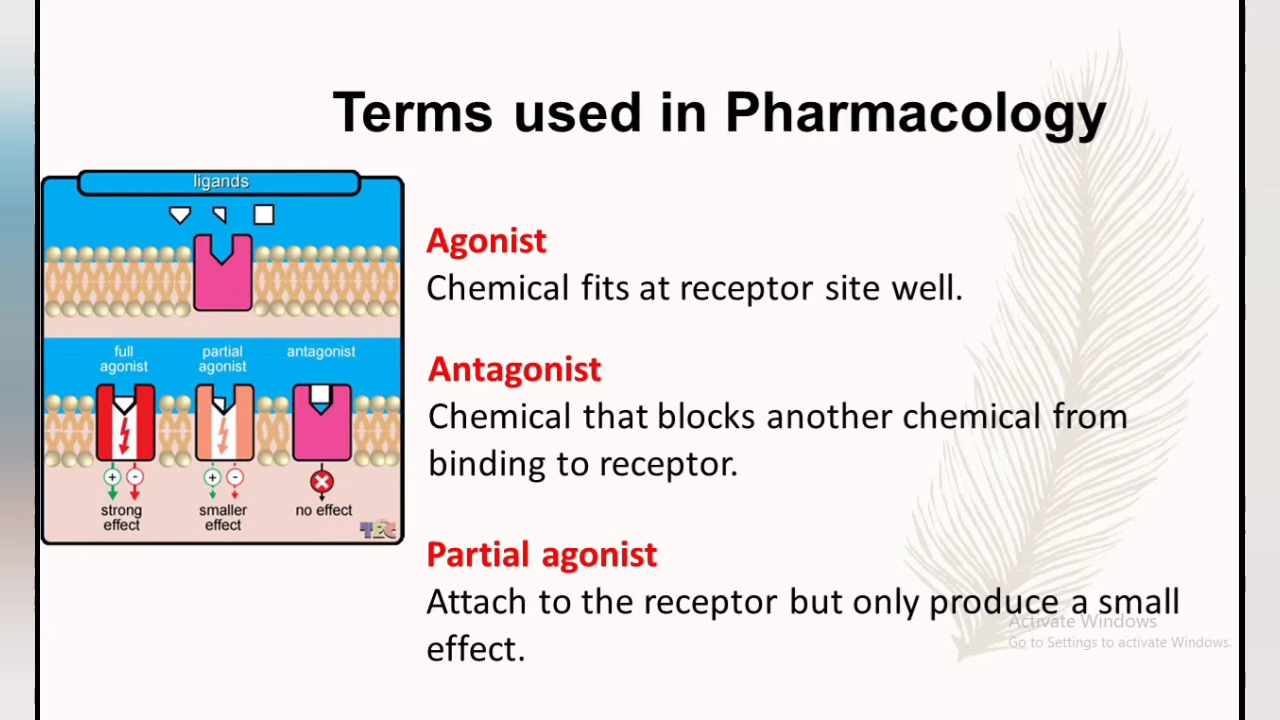 Terms used in Pharmacology
ligands
full
agonist
partial
agonist
antagonist
+
-
+
-
strong
effect
smaller
effect
no effect
Agonist
Chemical fits at receptor site well.
Antagonist
Chemical that blocks another chemical from
binding to receptor.
Partial agonist
Attach to the receptor but only produce a small
effect.
Activate Windows
Go to Settings to activate Windows.